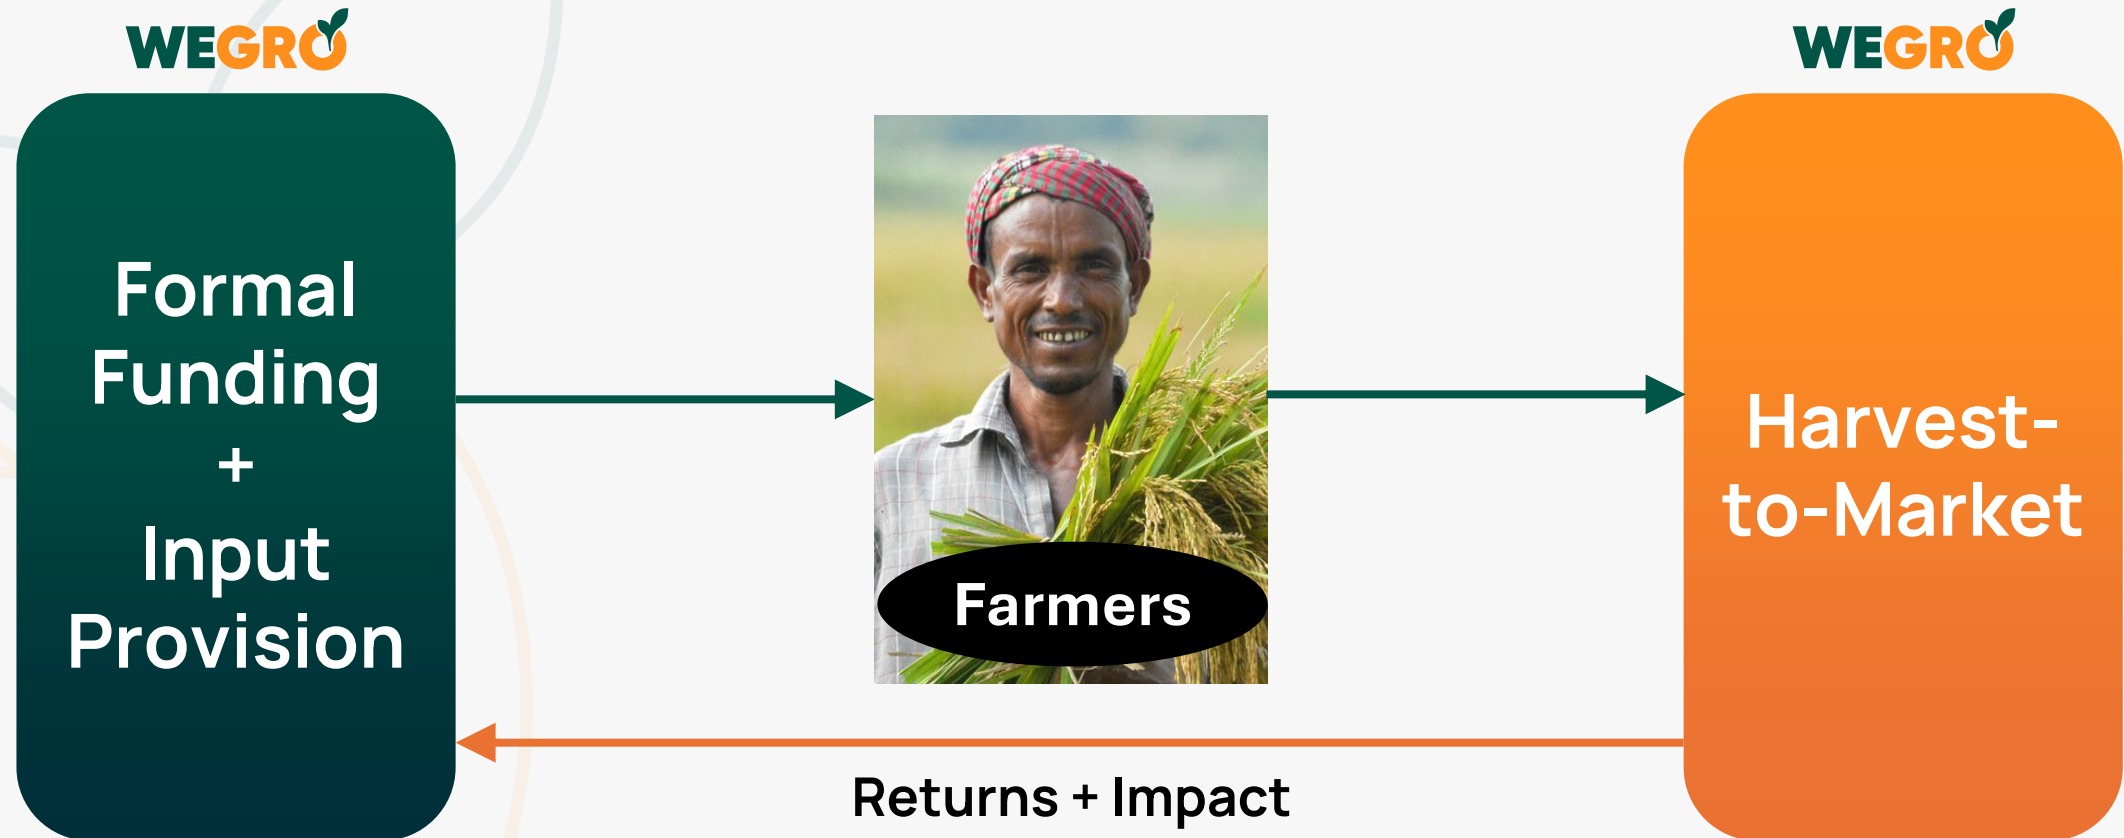 WEGRO
WEGRO
Formal
Funding
+
Input
Provision
Farmers
Harvest-
to-Market
Returns + Impact